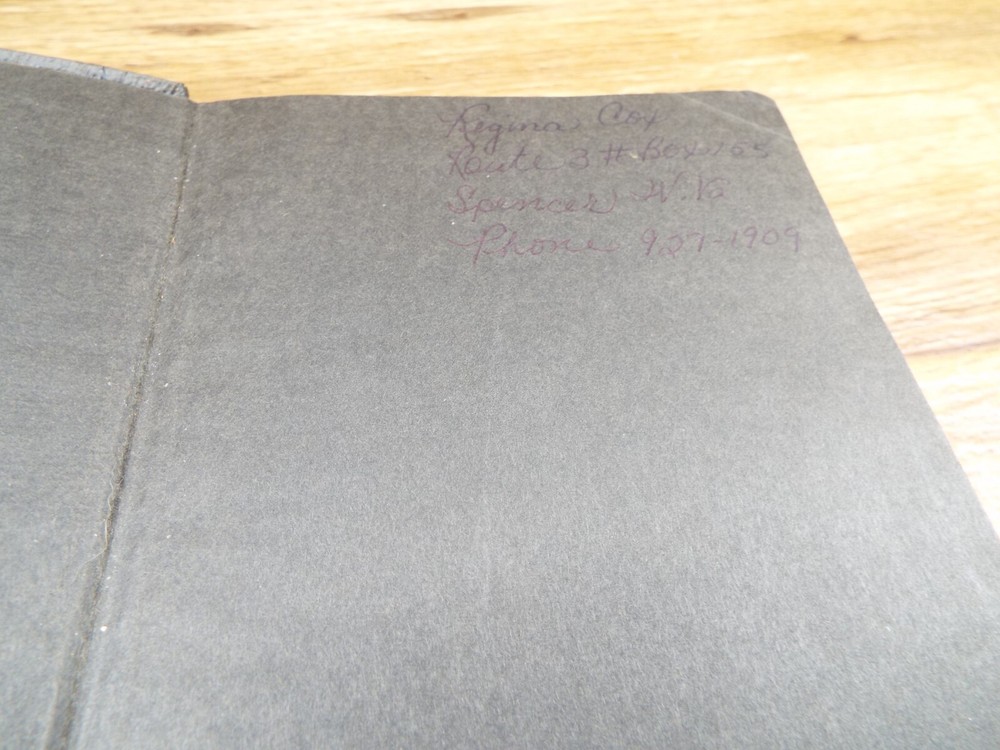 Regina Cox
Route 3 # Box 165
Spencer W.Va
Phone 927-1909